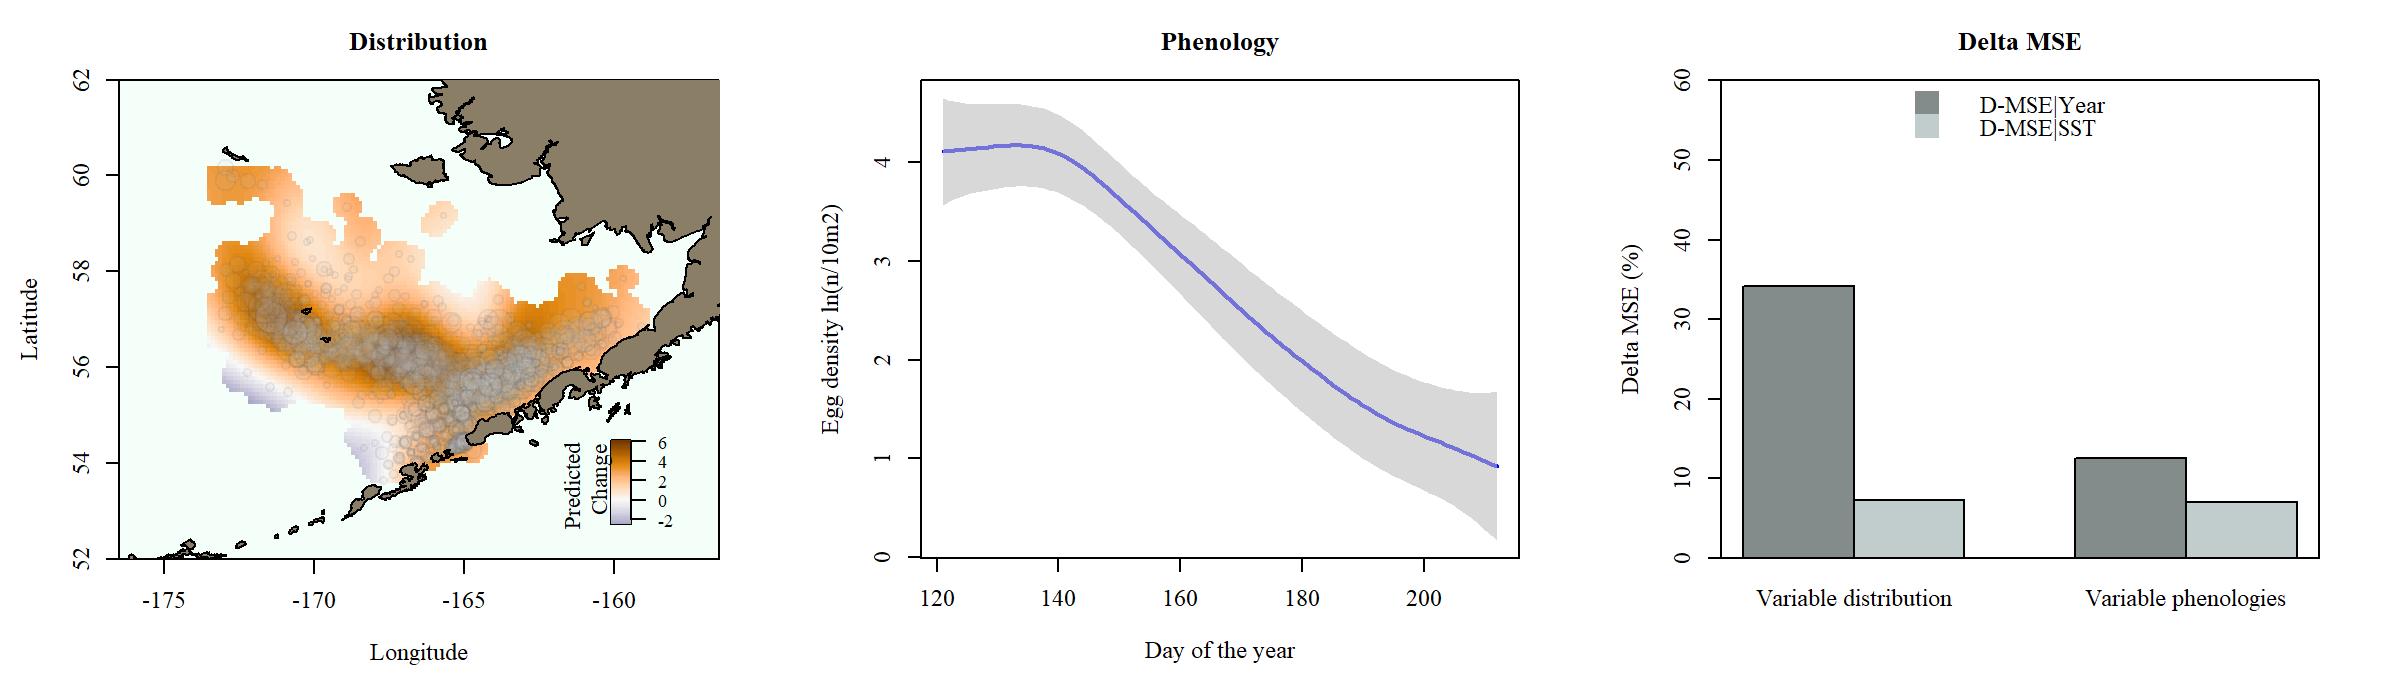 Distribution
Latitude
62
60
58
56
54
52
Predicted
Change
6
4
2
0
-2
-175
-170
-165
-160
Longitude
Phenology
Egg density ln(n/10m2)
4
3
2
1
0
120
140
160
180
200
Day of the year
Delta MSE
Delta MSE (%)
60
50
40
30
20
10
0
D-MSE|Year
D-MSE|SST
Variable distribution
Variable phenologies